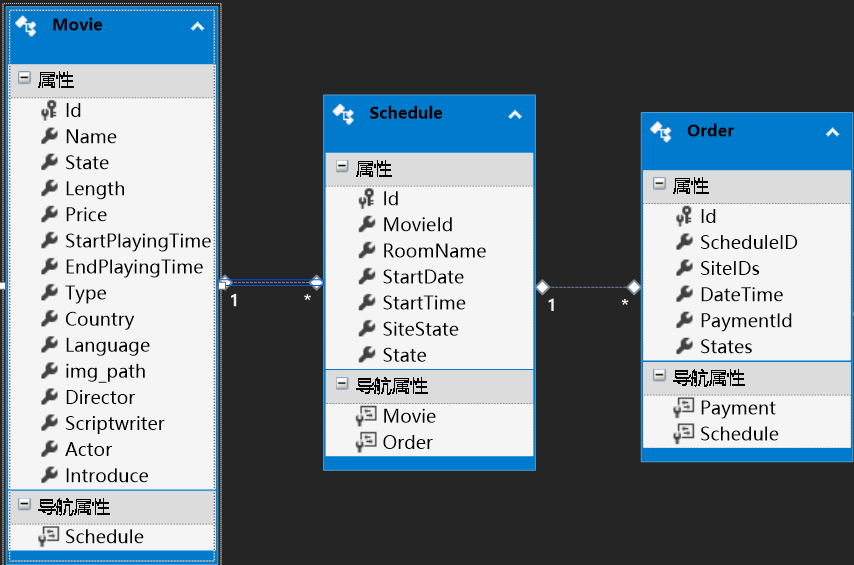 Movie
属性
Id
Name
State
Length
Price
StartPlayingTime
EndPlayingTime
Type
Country
Language
img_path
Director
Scriptwriter
Actor
Introduce
导航属性
Schedule
1
*
Schedule
属性
Id
MovieId
RoomName
StartDate
StartTime
SiteState
State
导航属性
Movie
Order
1
*
Order
属性
Id
ScheduleID
SiteIDs
DateTime
PaymentId
States
导航属性
Payment
Schedule